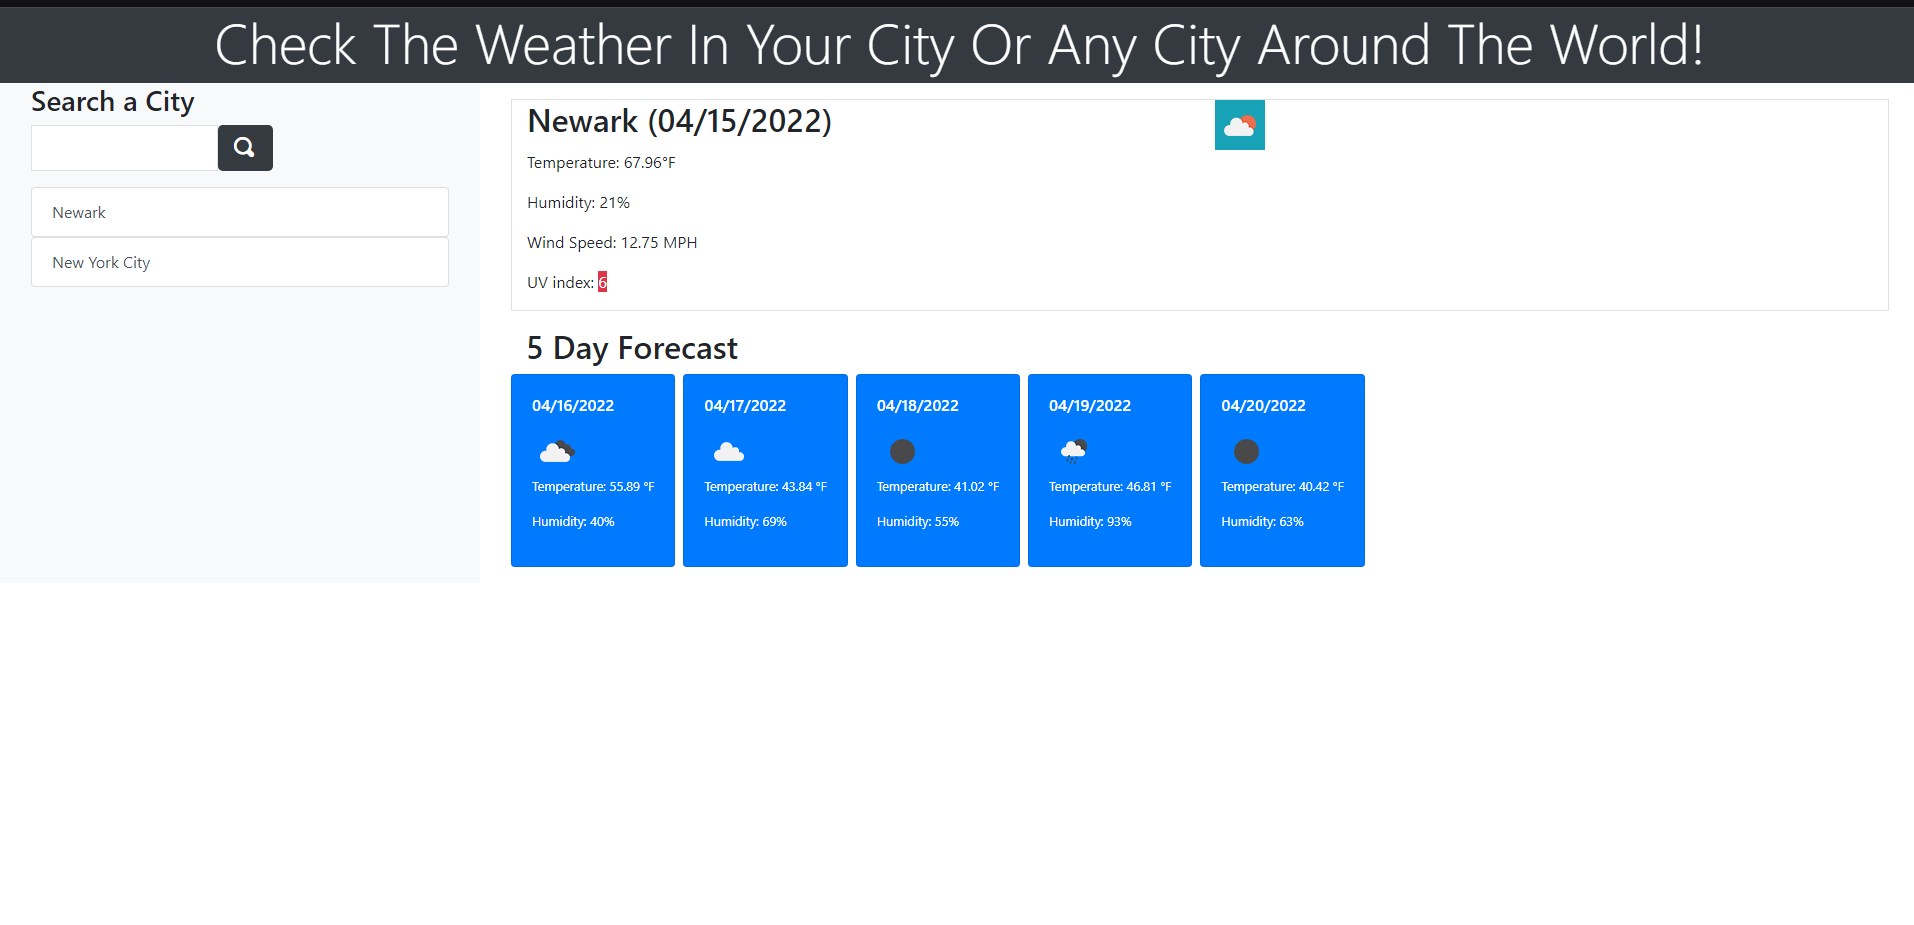 Check The Weather In Your City Or Any City Around The World!
Search a City
Newark
New York City
Newark (04/15/2022)
Temperature: 67.96°F
Humidity: 21%
Wind Speed: 12.75 MPH
UV index: 6
5 Day Forecast
04/16/2022
Temperature: 55.89 °F
Humidity: 40%
04/17/2022
Temperature: 43.84 °F
Humidity: 69%
04/18/2022
Temperature: 41.02 °F
Humidity: 55%
04/19/2022
Temperature: 46.81 °F
Humidity: 93%
04/20/2022
Temperature: 40.42 °F
Humidity: 63%